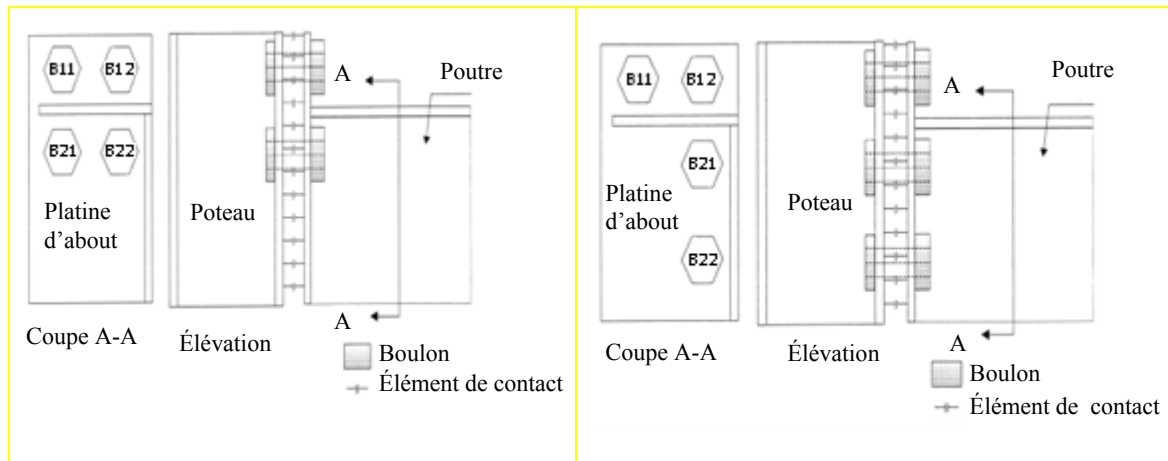 B11 B12
B21 B22
Platine
d'about
Coupe A-A
Poteau
Élévation
A
Poutre
A
Boulon
Élément de contact
B11 B12
B21
B22
Platine
d'about
Coupe A-A
Poteau
Élévation
A
Poutre
A
Boulon
Élément de contact